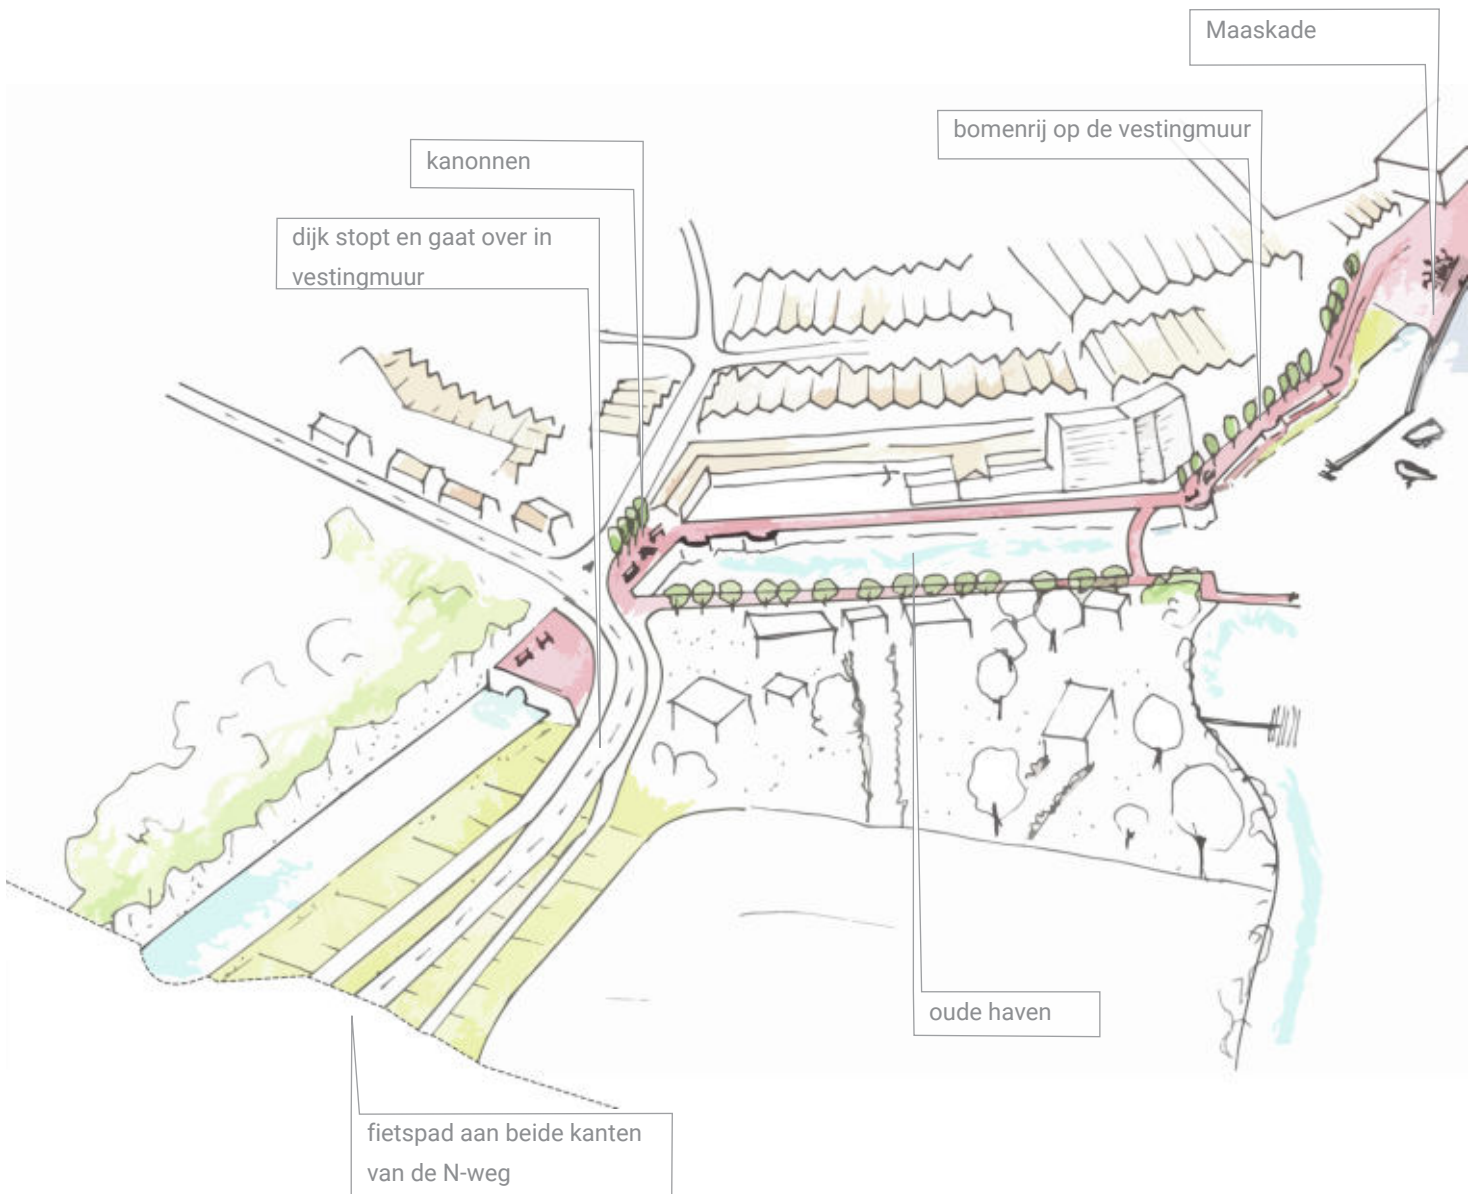 Maaskade
bomenrij op de vestingmuur
kanonnen
dijk stopt en gaat over in
vestingmuur
oude haven
fietspad aan beide kanten
van de N-weg